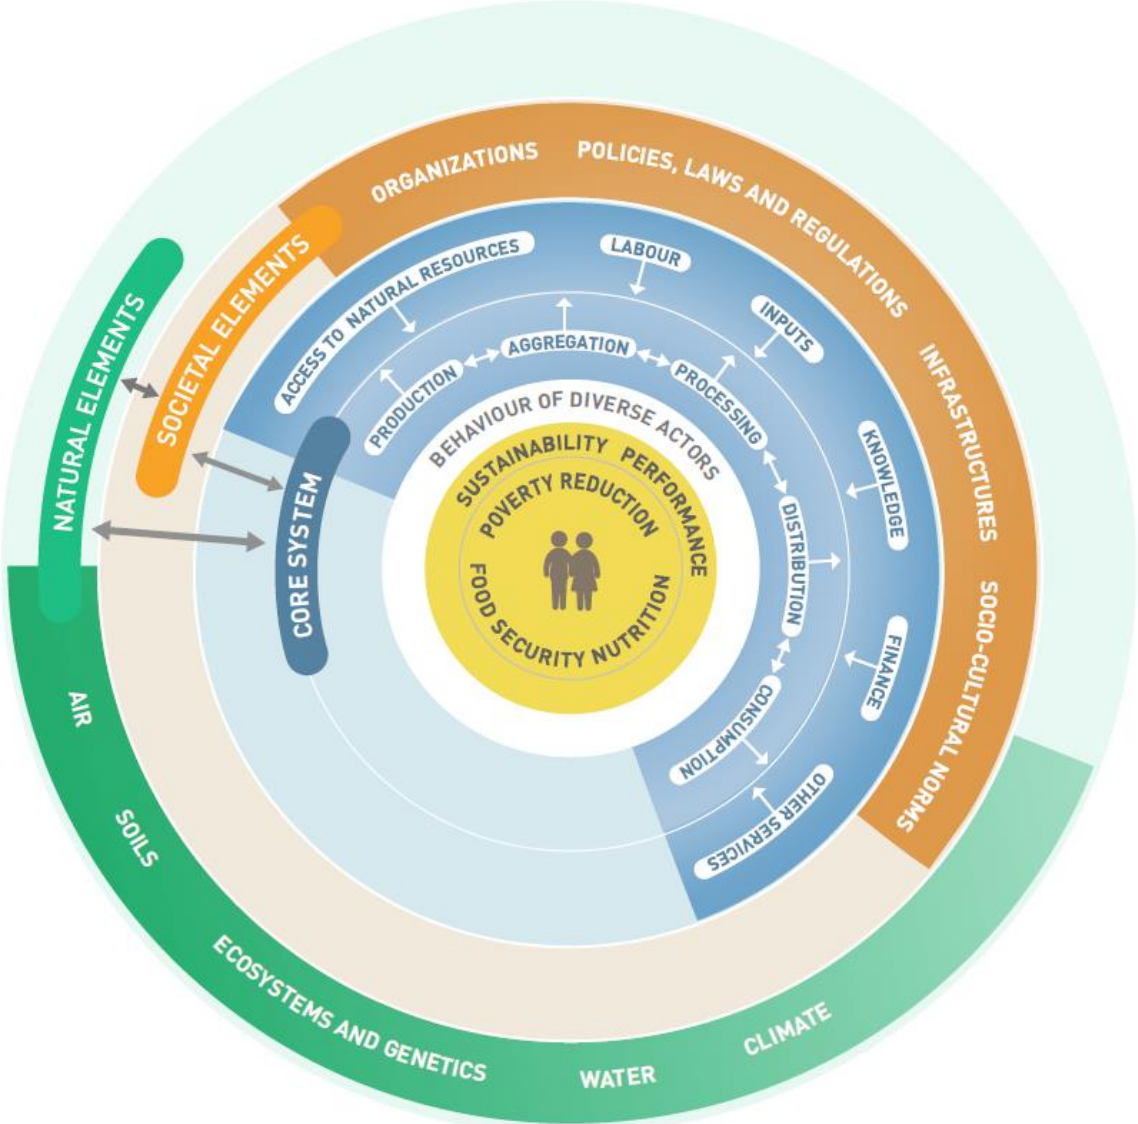 NATURAL ELEMENTS
SOCIETAL ELEMENTS
CORE SYSTEM
ORGANIZATIONS
POLICIES, LAWS AND REGULATIONS
INFRASTRUCTURES
SOCIO-CULTURAL NORMS
ACCESS TO NATURAL RESOURCES
LABOUR
INPUTS
KNOWLEDGE
FINANCE
OTHER SERVICES
PRODUCTION
AGGREGATION
PROCESSING
DISTRIBUTION
CONSUMPTION
BEHAVIOUR OF DIVERSE ACTORS
SUSTAINABILITY PERFORMANCE
POVERTY REDUCTION
FOOD SECURITY NUTRITION
AIR
SOILS
ECOSYSTEMS AND GENETICS
WATER
CLIMATE